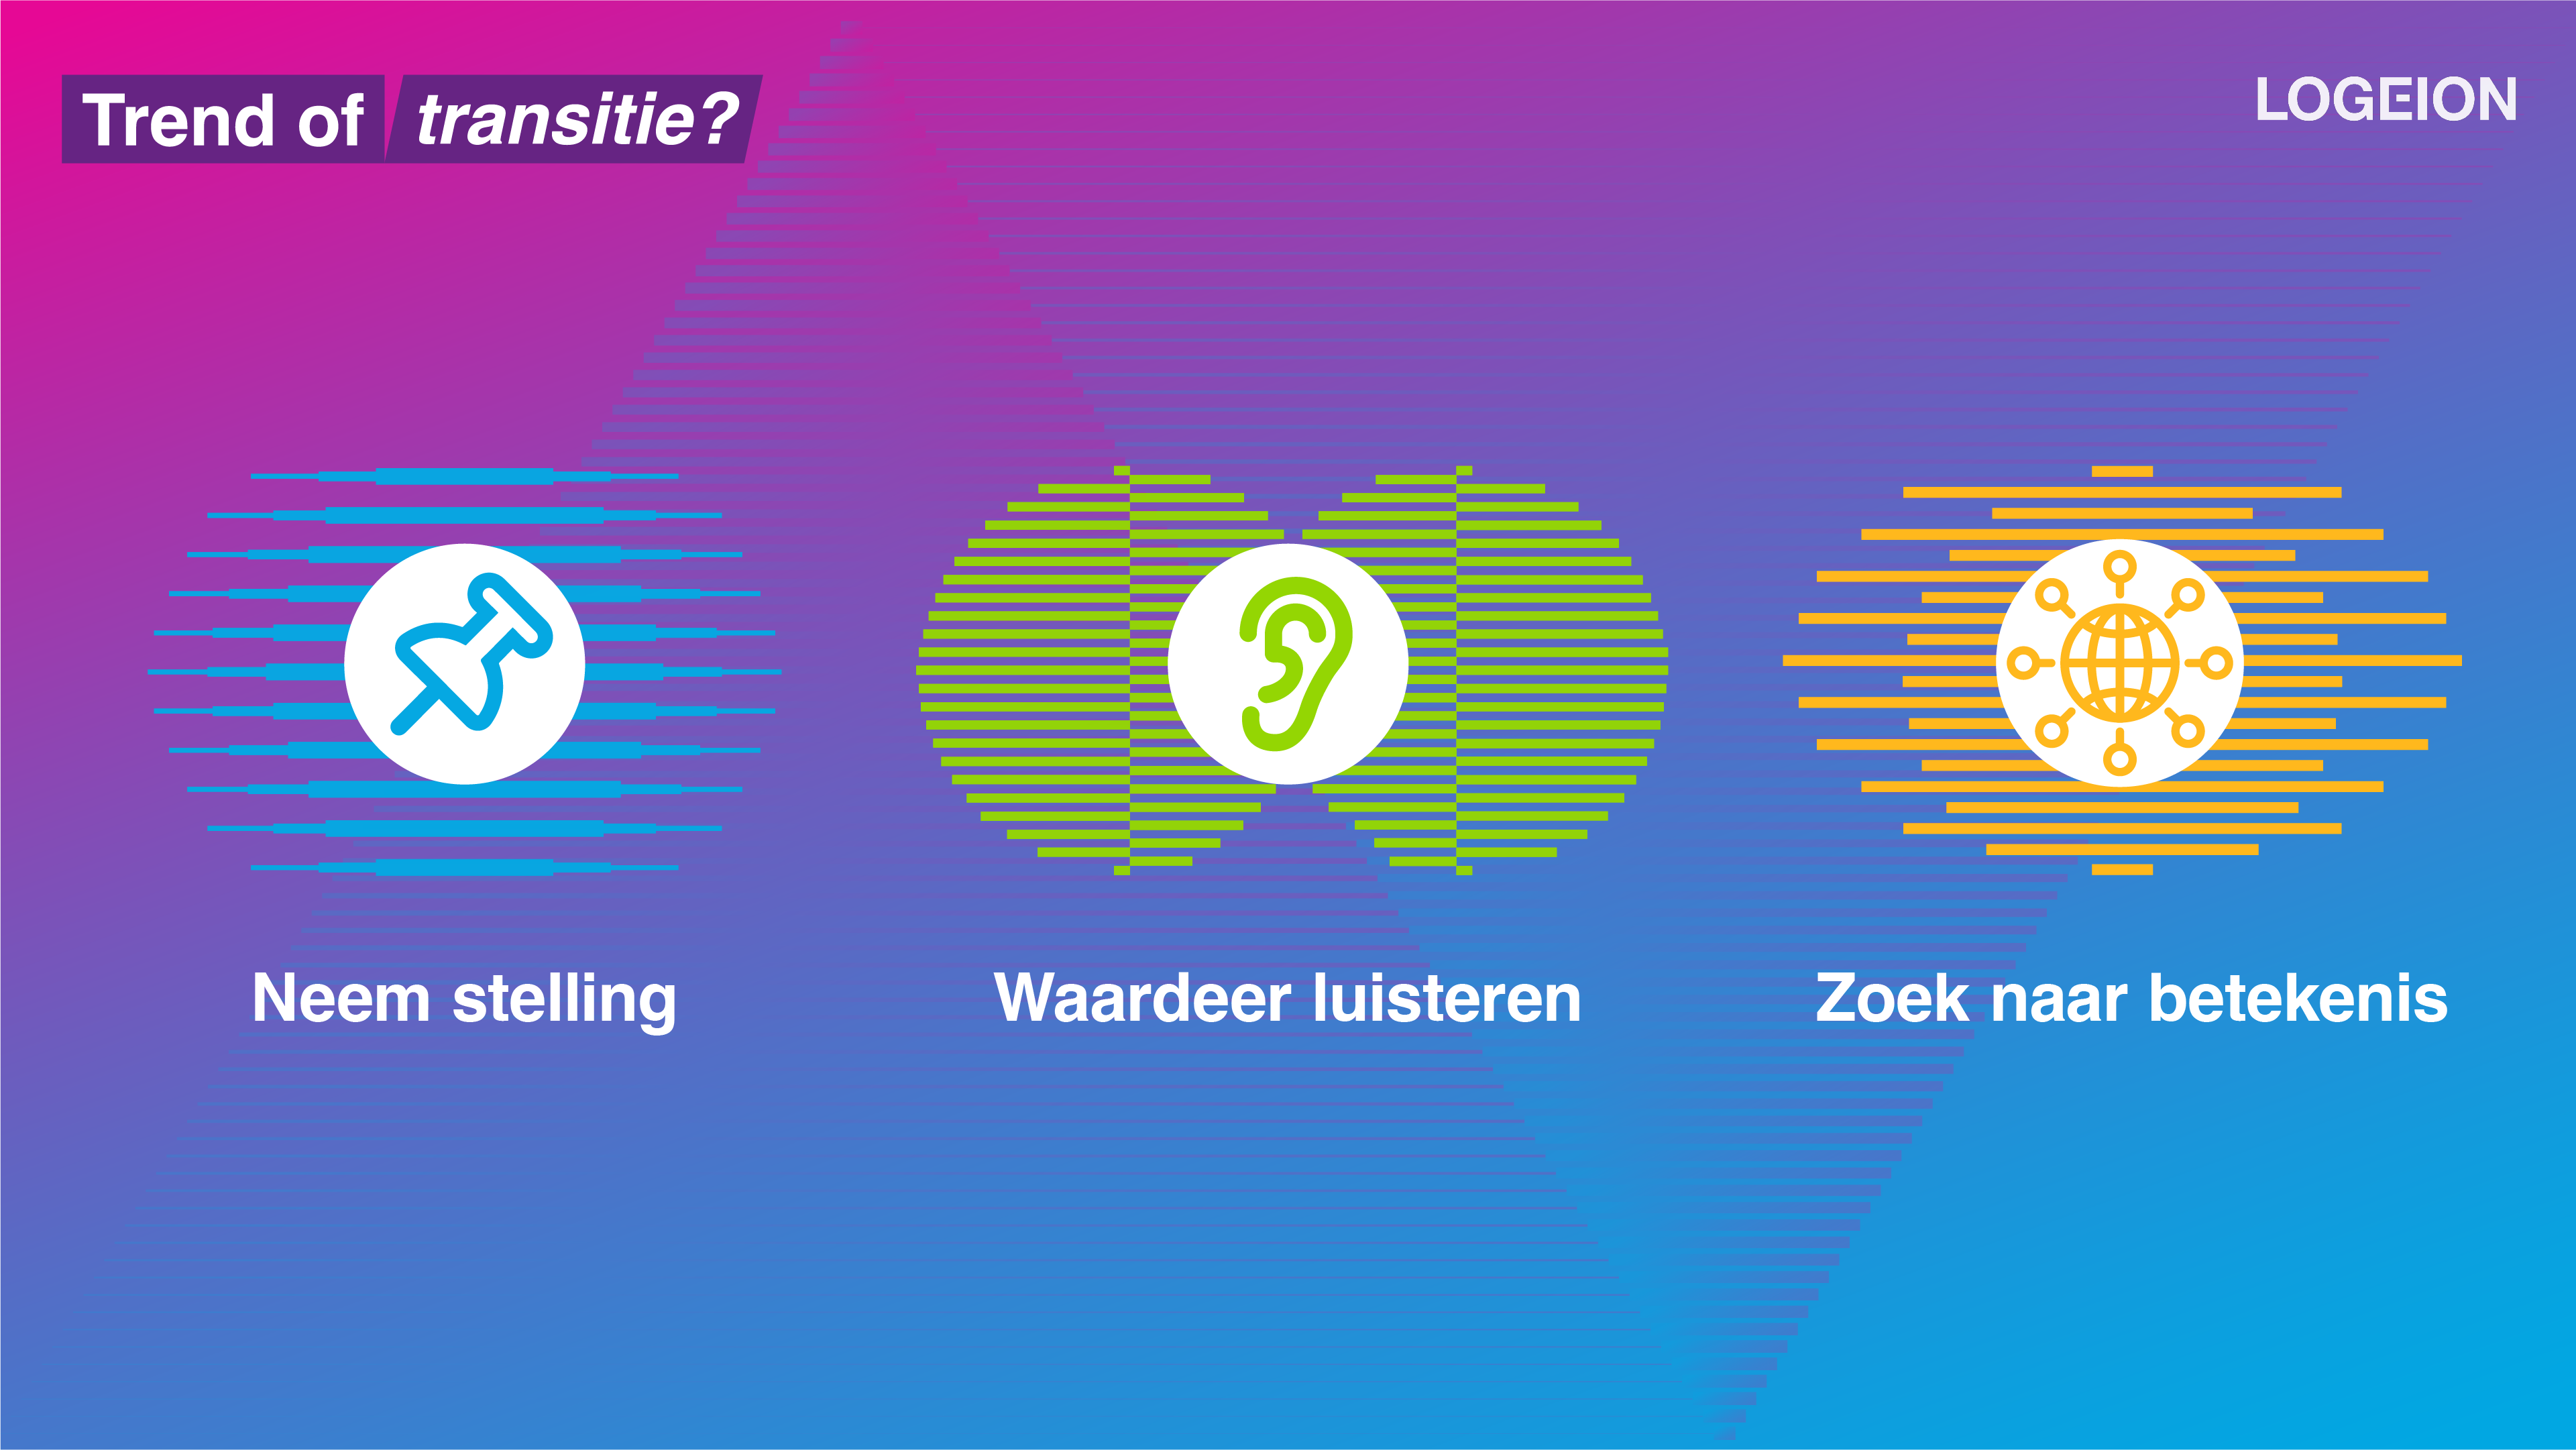 Trend of transitie?
LOGEION
Neem stelling
Waardeer luisteren
Zoek naar betekenis